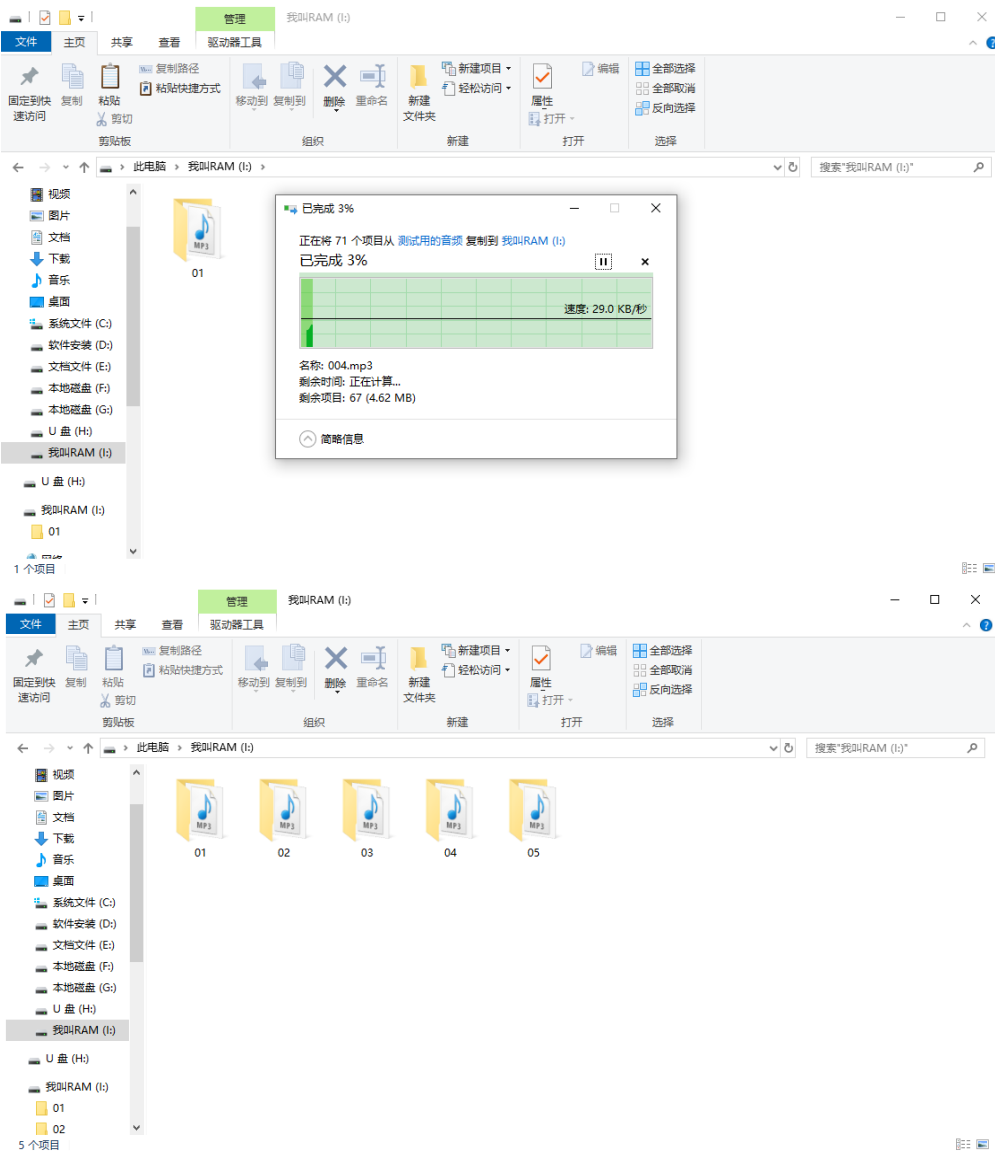 管理
我叫RAM (I:)
文件
主页
共享
查看
驱动器工具
固定到快速访问
复制
粘贴
复制路径
粘贴快捷方式
剪切
剪贴板
移动到
复制到
删除
重命名
组织
新建文件夹
新建项目
轻松访问
新建
属性
打开
编辑
打开
全部选择
全部取消
反向选择
选择
此电脑 › 我叫RAM (I:) ›
搜索"我叫RAM (I:)"
视频
图片
文档
下载
音乐
桌面
系统文件 (C:)
软件安装 (D:)
文档文件 (E:)
本地磁盘 (F:)
本地磁盘 (G:)
U 盘 (H:)
我叫RAM (I:)
U 盘 (H:)
我叫RAM (I:)
01
网络
1 个项目
MP3
01
已完成 3%
正在将 71 个项目从 测试用的音频 复制到 我叫RAM (I:)
已完成 3%
速度: 29.0 KB/秒
名称: 004.mp3
剩余时间: 正在计算...
剩余项目: 67 (4.62 MB)
简略信息
管理
我叫RAM (I:)
文件
主页
共享
查看
驱动器工具
固定到快速访问
复制
粘贴
复制路径
粘贴快捷方式
剪切
剪贴板
移动到
复制到
删除
重命名
组织
新建文件夹
新建项目
轻松访问
新建
属性
打开
编辑
打开
全部选择
全部取消
反向选择
选择
此电脑 › 我叫RAM (I:)
搜索"我叫RAM (I:)"
视频
图片
文档
下载
音乐
桌面
系统文件 (C:)
软件安装 (D:)
文档文件 (E:)
本地磁盘 (F:)
本地磁盘 (G:)
U 盘 (H:)
我叫RAM (I:)
U 盘 (H:)
我叫RAM (I:)
01
02
5 个项目
MP3
MP3
MP3
MP3
MP3
01
02
03
04
05